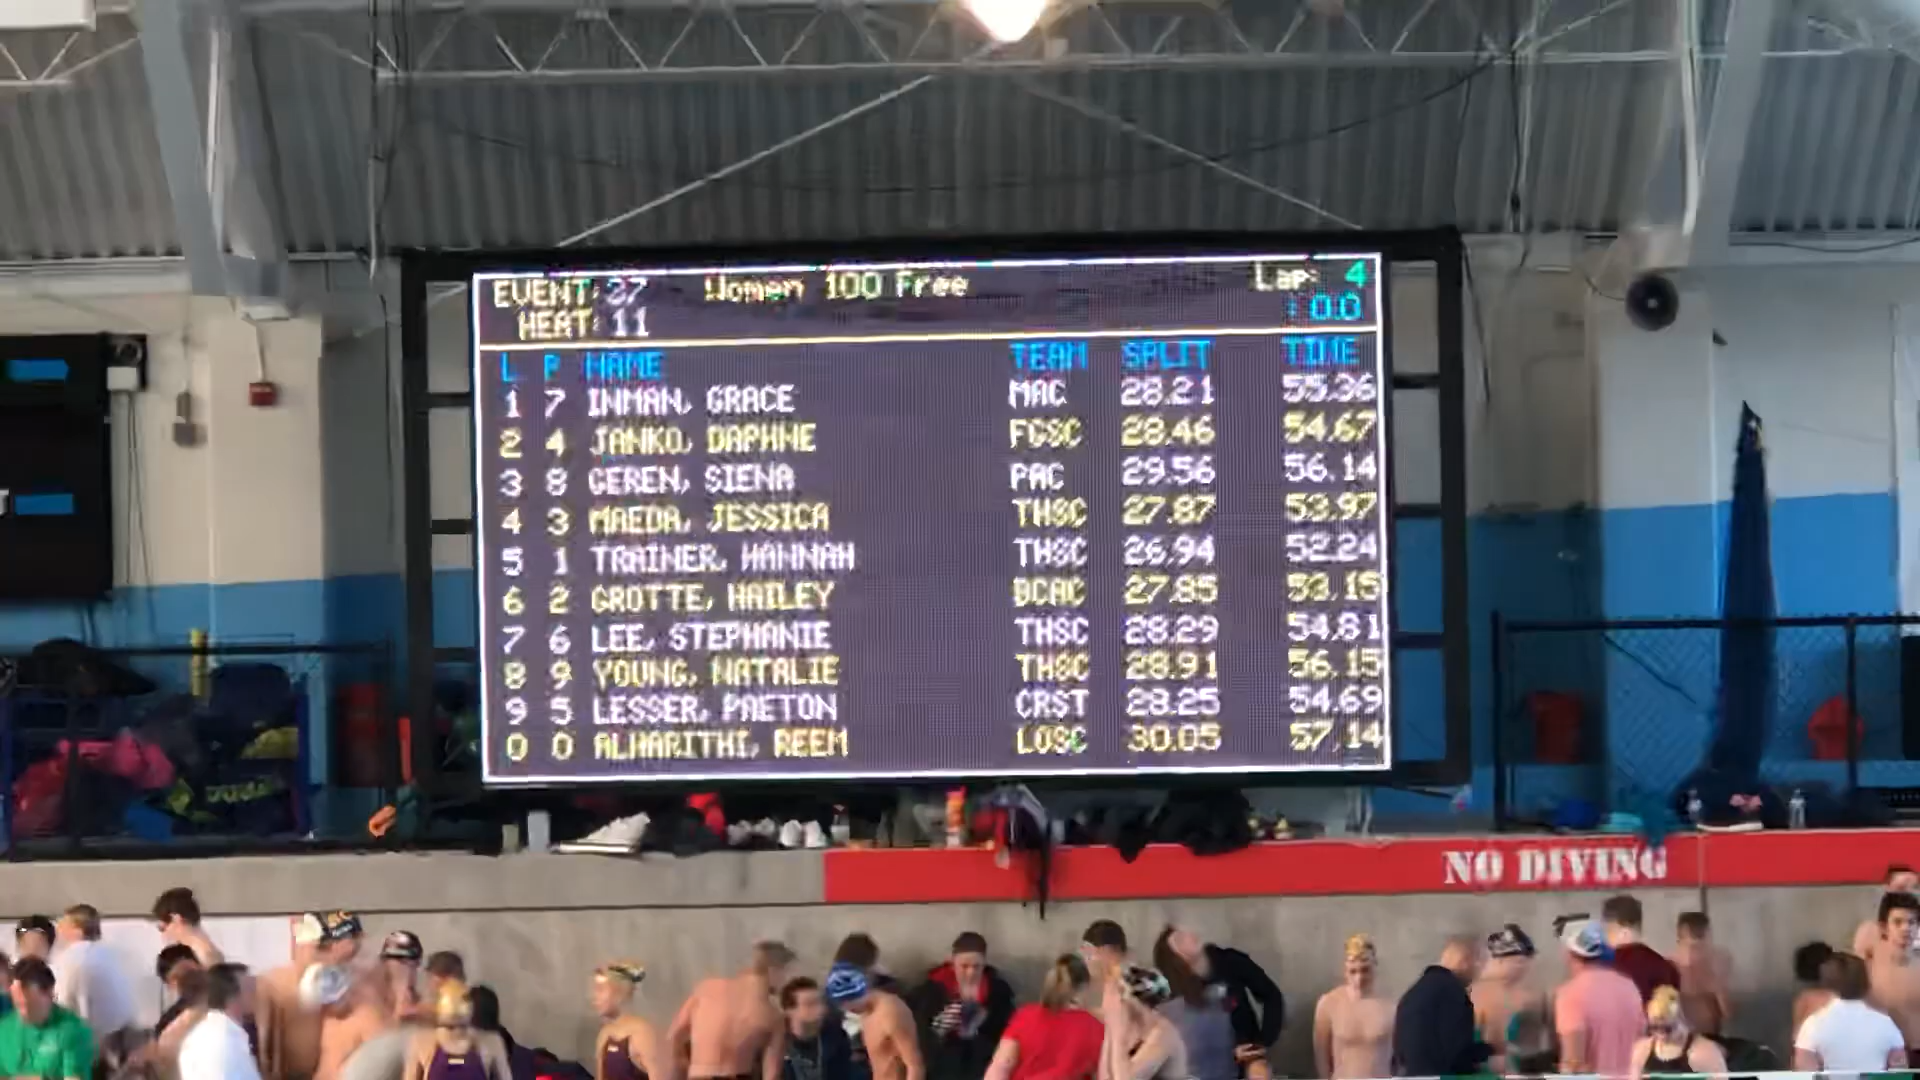 EVENT: 37 Women 100 Free Lap: 4
HEAT: 11 : 0.0
L P NAME TEAM SPLIT TIME
1 7 INMAN, GRACE MAC 28.21 55.36
2 4 JANKO, DAPHNE FGSC 28.46 54.67
3 8 GEREN, SIENA PAC 29.56 56.14
4 3 MAEDA, JESSICA THSC 27.87 53.97
5 1 TRAINER, HANNAH THSC 26.94 52.24
6 2 GROTTE, HAILEY BCAC 27.85 53.15
7 6 LEE, STEPHANIE THSC 28.29 54.81
8 9 YOUNG, NATALIE THSC 28.91 56.15
9 5 LESSER, PAETON CRST 28.25 54.69
0 0 ALHARITHI, REEM LOSC 30.05 57.14
NO DIVING